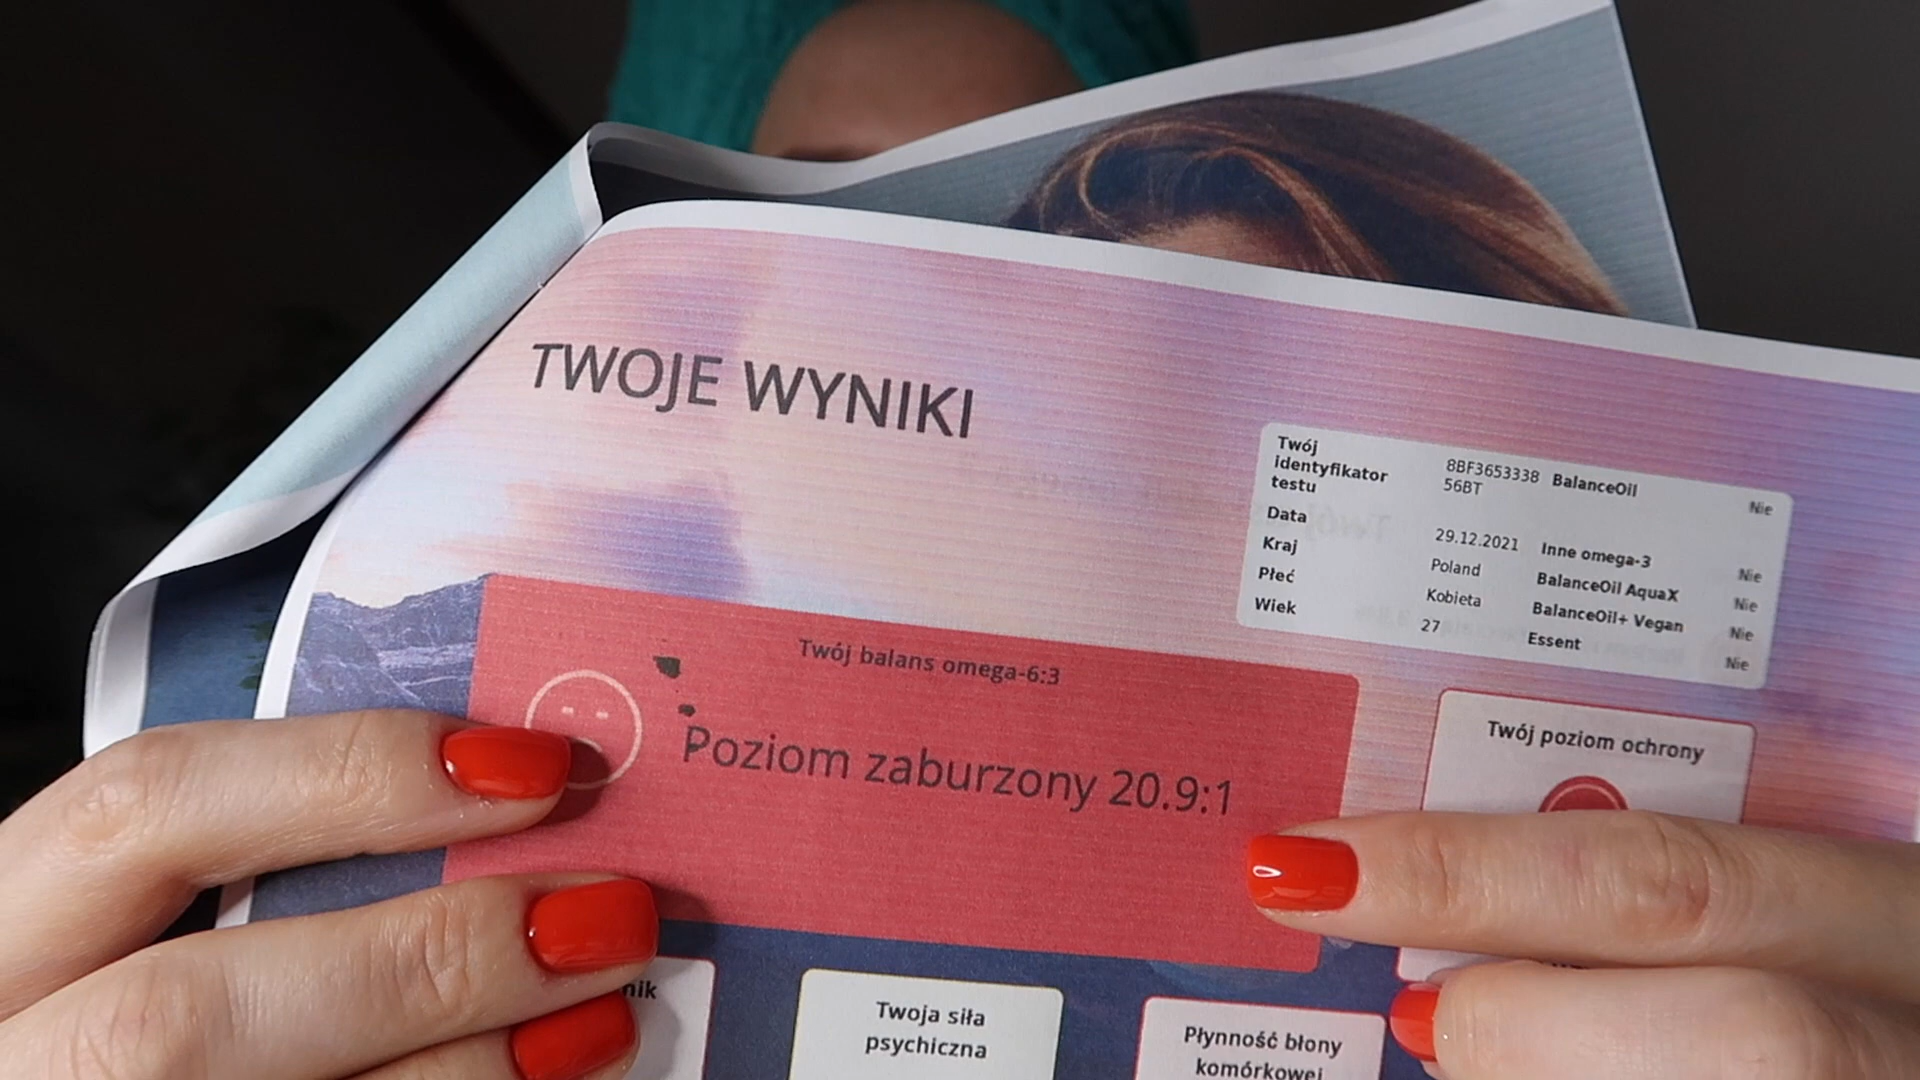 TWOJE WYNIKI
Twój
identyfikator
testu
8BF3653338
56BT
BalanceOil
Nie
Data
29.12.2021
Inne omega-3
Nie
Kraj
Poland
BalanceOil AquaX
Nie
Płeć
Kobieta
BalanceOil+ Vegan
Nie
Wiek
27
Essent
Nie
Twój balans omega-6:3
Poziom zaburzony 20.9:1
Twój poziom ochrony
Twoja siła
psychiczna
Płynność błony
komórkowej